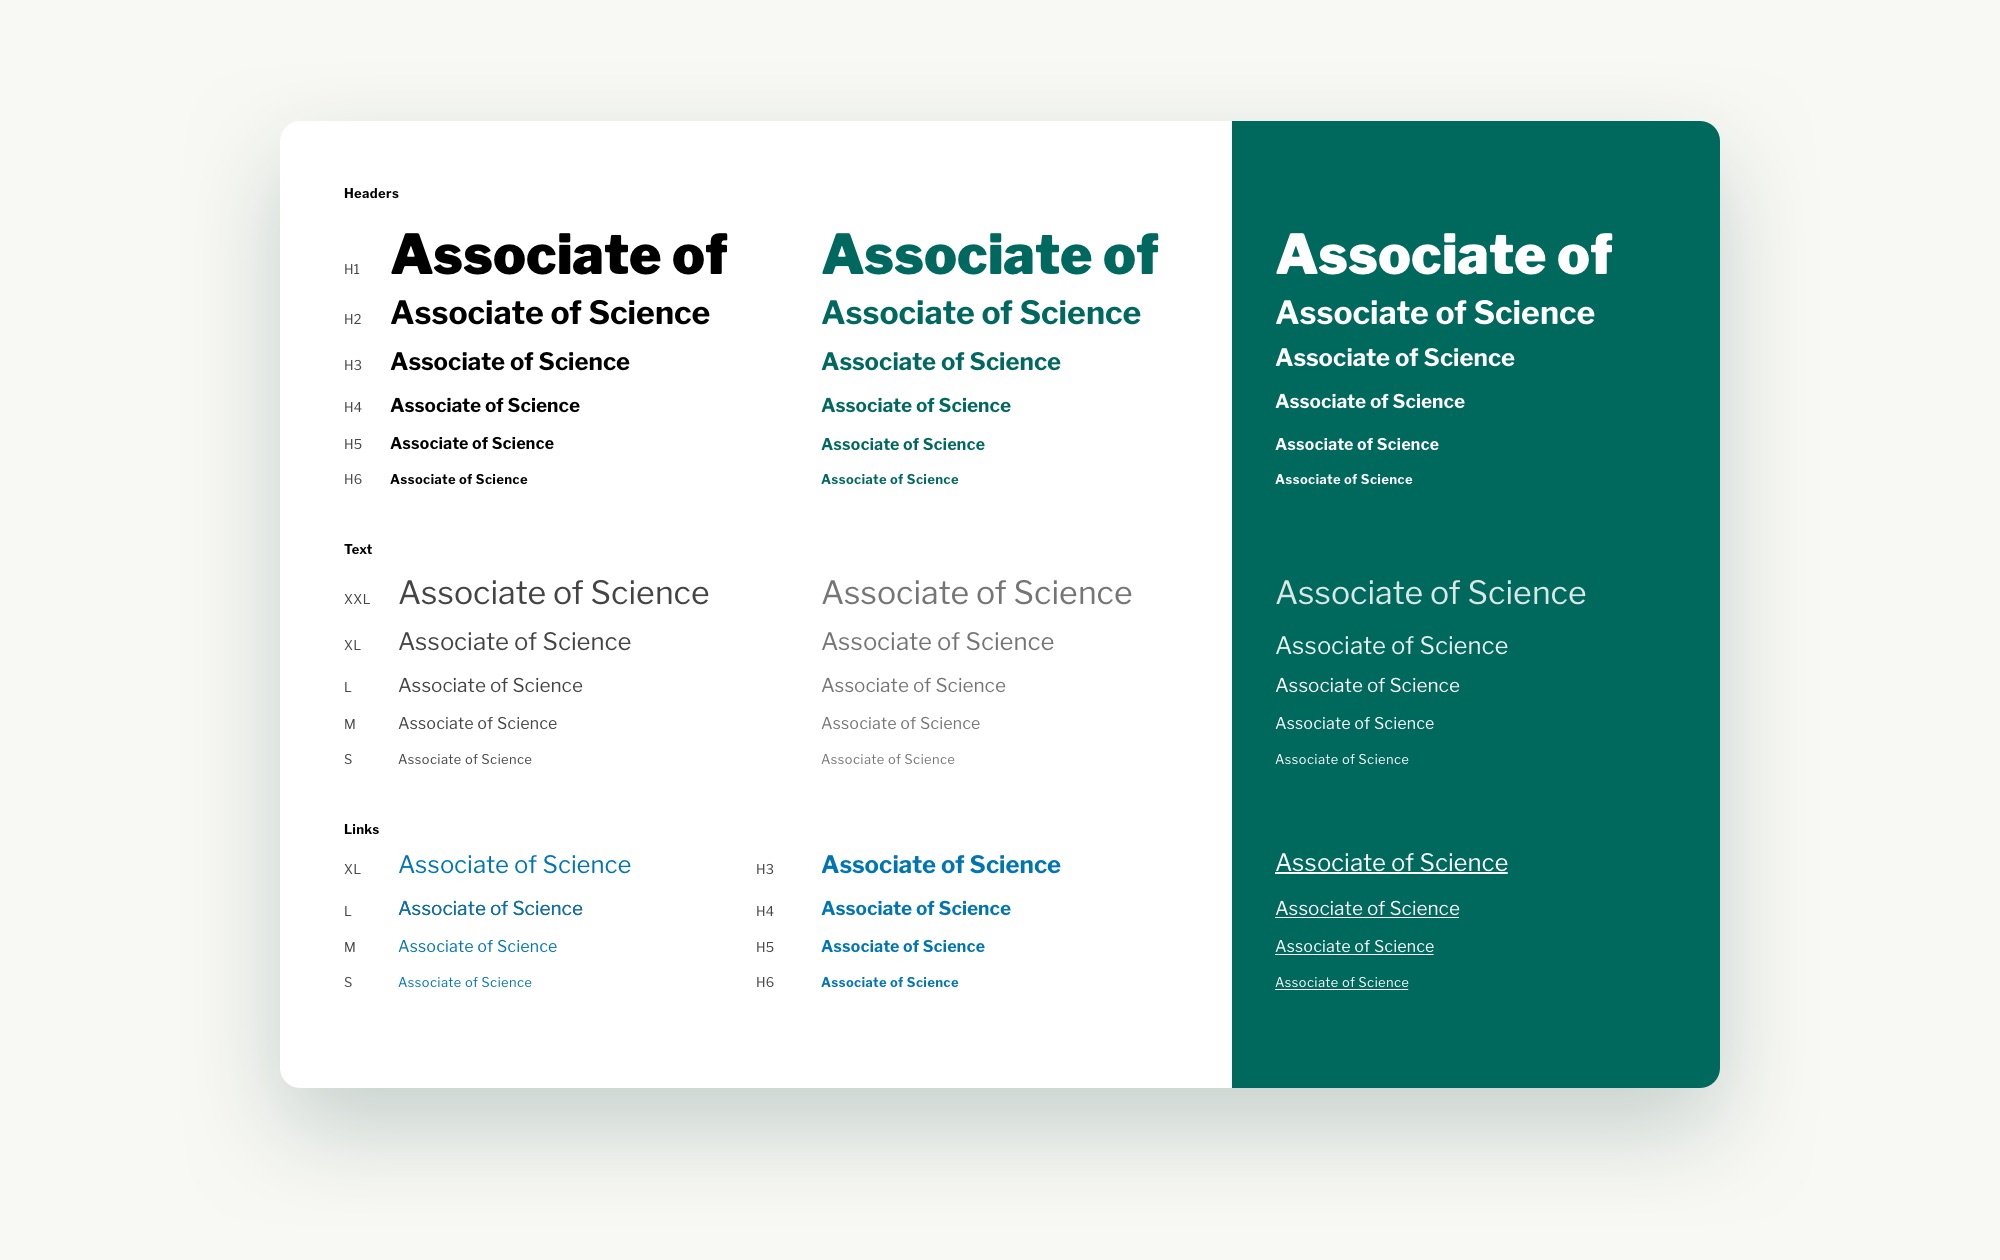 Headers
H1 Associate of Associate of Associate of
H2 Associate of Science Associate of Science Associate of Science
H3 Associate of Science Associate of Science Associate of Science
H4 Associate of Science Associate of Science Associate of Science
H5 Associate of Science Associate of Science Associate of Science
H6 Associate of Science Associate of Science Associate of Science
Text
XXL Associate of Science Associate of Science Associate of Science
XL Associate of Science Associate of Science Associate of Science
L Associate of Science Associate of Science Associate of Science
M Associate of Science Associate of Science Associate of Science
S Associate of Science Associate of Science Associate of Science
Links
XL Associate of Science H3 Associate of Science Associate of Science
L Associate of Science H4 Associate of Science Associate of Science
M Associate of Science H5 Associate of Science Associate of Science
S Associate of Science H6 Associate of Science Associate of Science